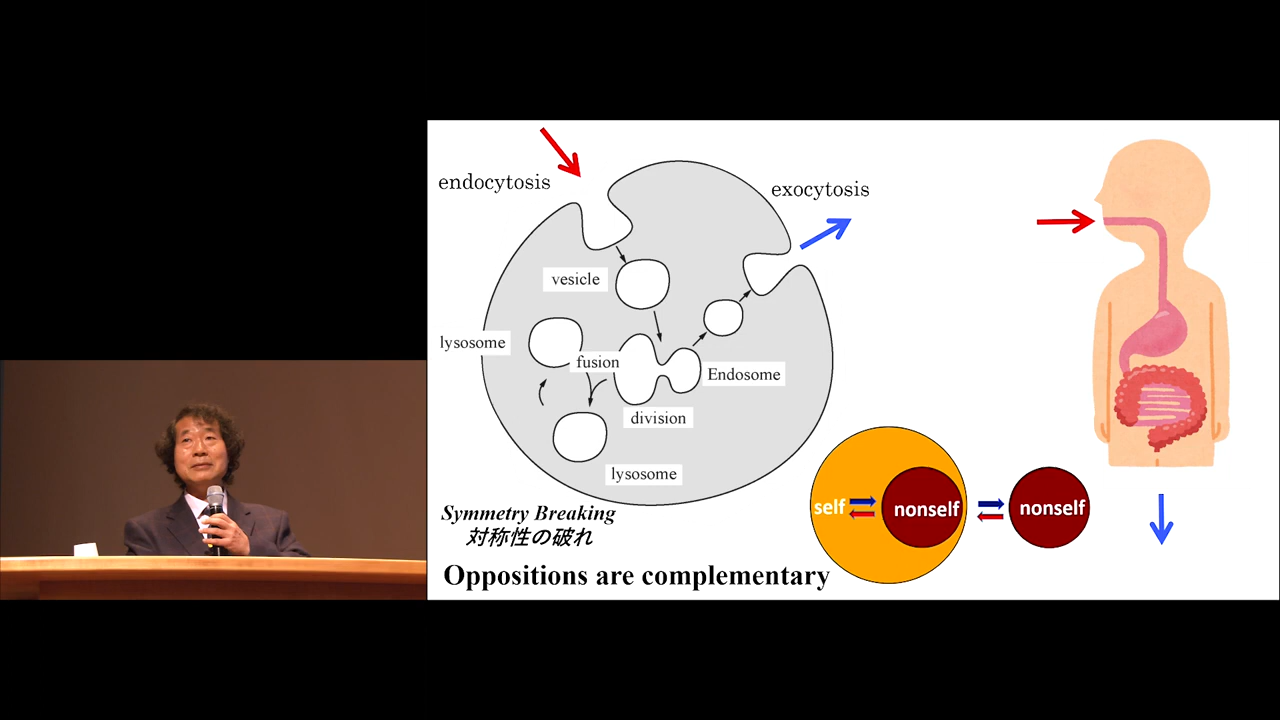 endocytosis
exocytosis
vesicle
lysosome
fusion
Endosome
division
lysosome
self
nonself
nonself
Symmetry Breaking
対称性の破れ
Oppositions are complementary